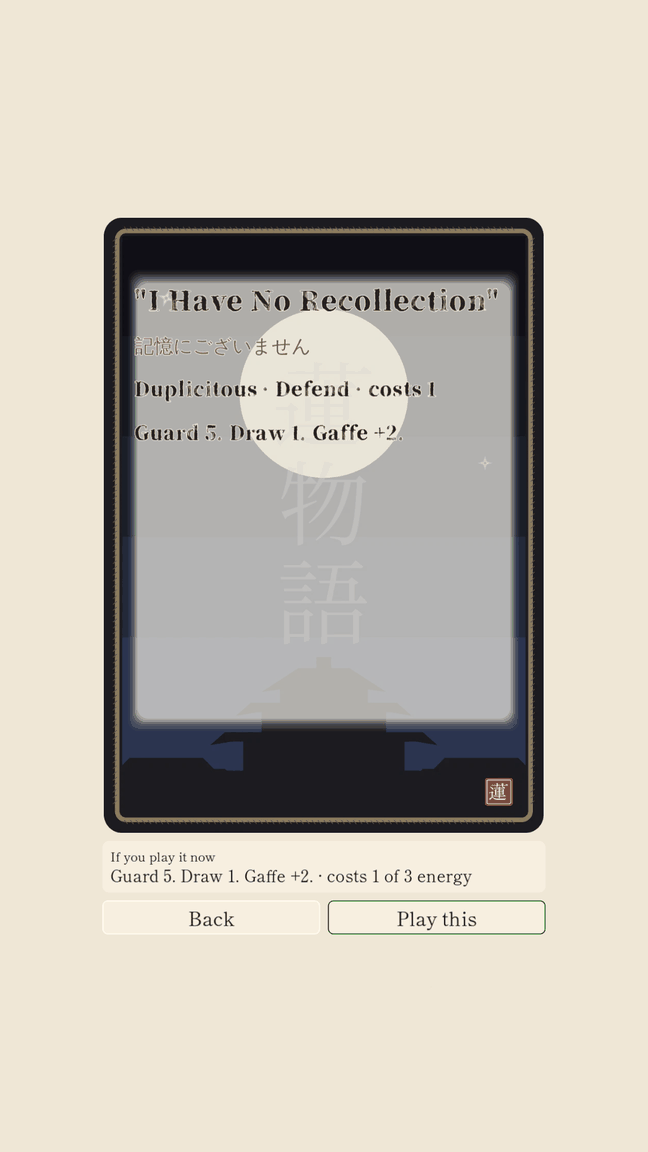 "I Have No Recollection"
記憶にございません
Duplicitous · Defend · costs 1
Guard 5. Draw 1. Gaffe +2.
蓮
物
語
蓮
If you play it now
Guard 5. Draw 1. Gaffe +2. · costs 1 of 3 energy
Back
Play this